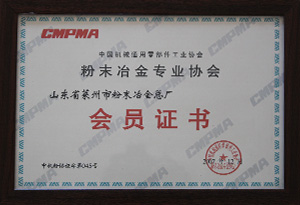 CMPMA
中国机械通用零部件工业协会
粉末冶金专业协会
山东省莱州市粉末冶金总厂
会员证书